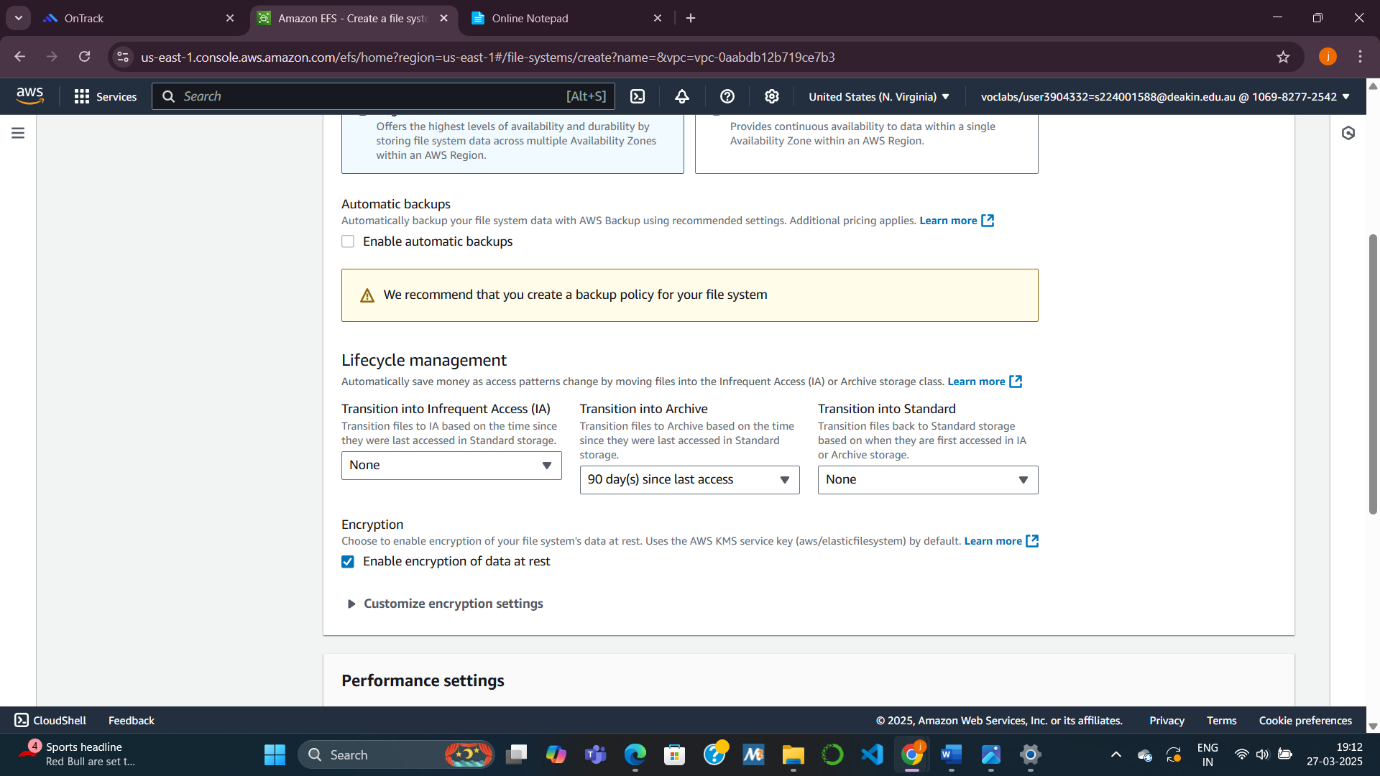 OnTrack
Amazon EFS - Create a file syste
Online Notepad
us-east-1.console.aws.amazon.com/efs/home?region=us-east-1#/file-systems/create?name=&vpc=vpc-0aabdb12b719ce7b3
j
aws
Services
Search
[Alt+S]
United States (N. Virginia)
voclabs/user3904332=s224001588@deakin.edu.au @ 1069-8277-2542
Offers the highest levels of availability and durability by
storing file system data across multiple Availability Zones
within an AWS Region.
Provides continuous availability to data within a single
Availability Zone within an AWS Region.
Automatic backups
Automatically backup your file system data with AWS Backup using recommended settings. Additional pricing applies. Learn more
Enable automatic backups
We recommend that you create a backup policy for your file system
Lifecycle management
Automatically save money as access patterns change by moving files into the Infrequent Access (IA) or Archive storage class. Learn more
Transition into Infrequent Access (IA)
Transition files to IA based on the time since
they were last accessed in Standard storage.
None
Transition into Archive
Transition files to Archive based on the time
since they were last accessed in Standard
storage.
90 day(s) since last access
Transition into Standard
Transition files back to Standard storage
based on when they are first accessed in IA
or Archive storage.
None
Encryption
Choose to enable encryption of your file system's data at rest. Uses the AWS KMS service key (aws/elasticfilesystem) by default. Learn more
Enable encryption of data at rest
Customize encryption settings
Performance settings
CloudShell
Feedback
© 2025, Amazon Web Services, Inc. or its affiliates.
Privacy
Terms
Cookie preferences
4
Sports headline
Red Bull are set t...
Search
ENG
IN
19:12
27-03-2025